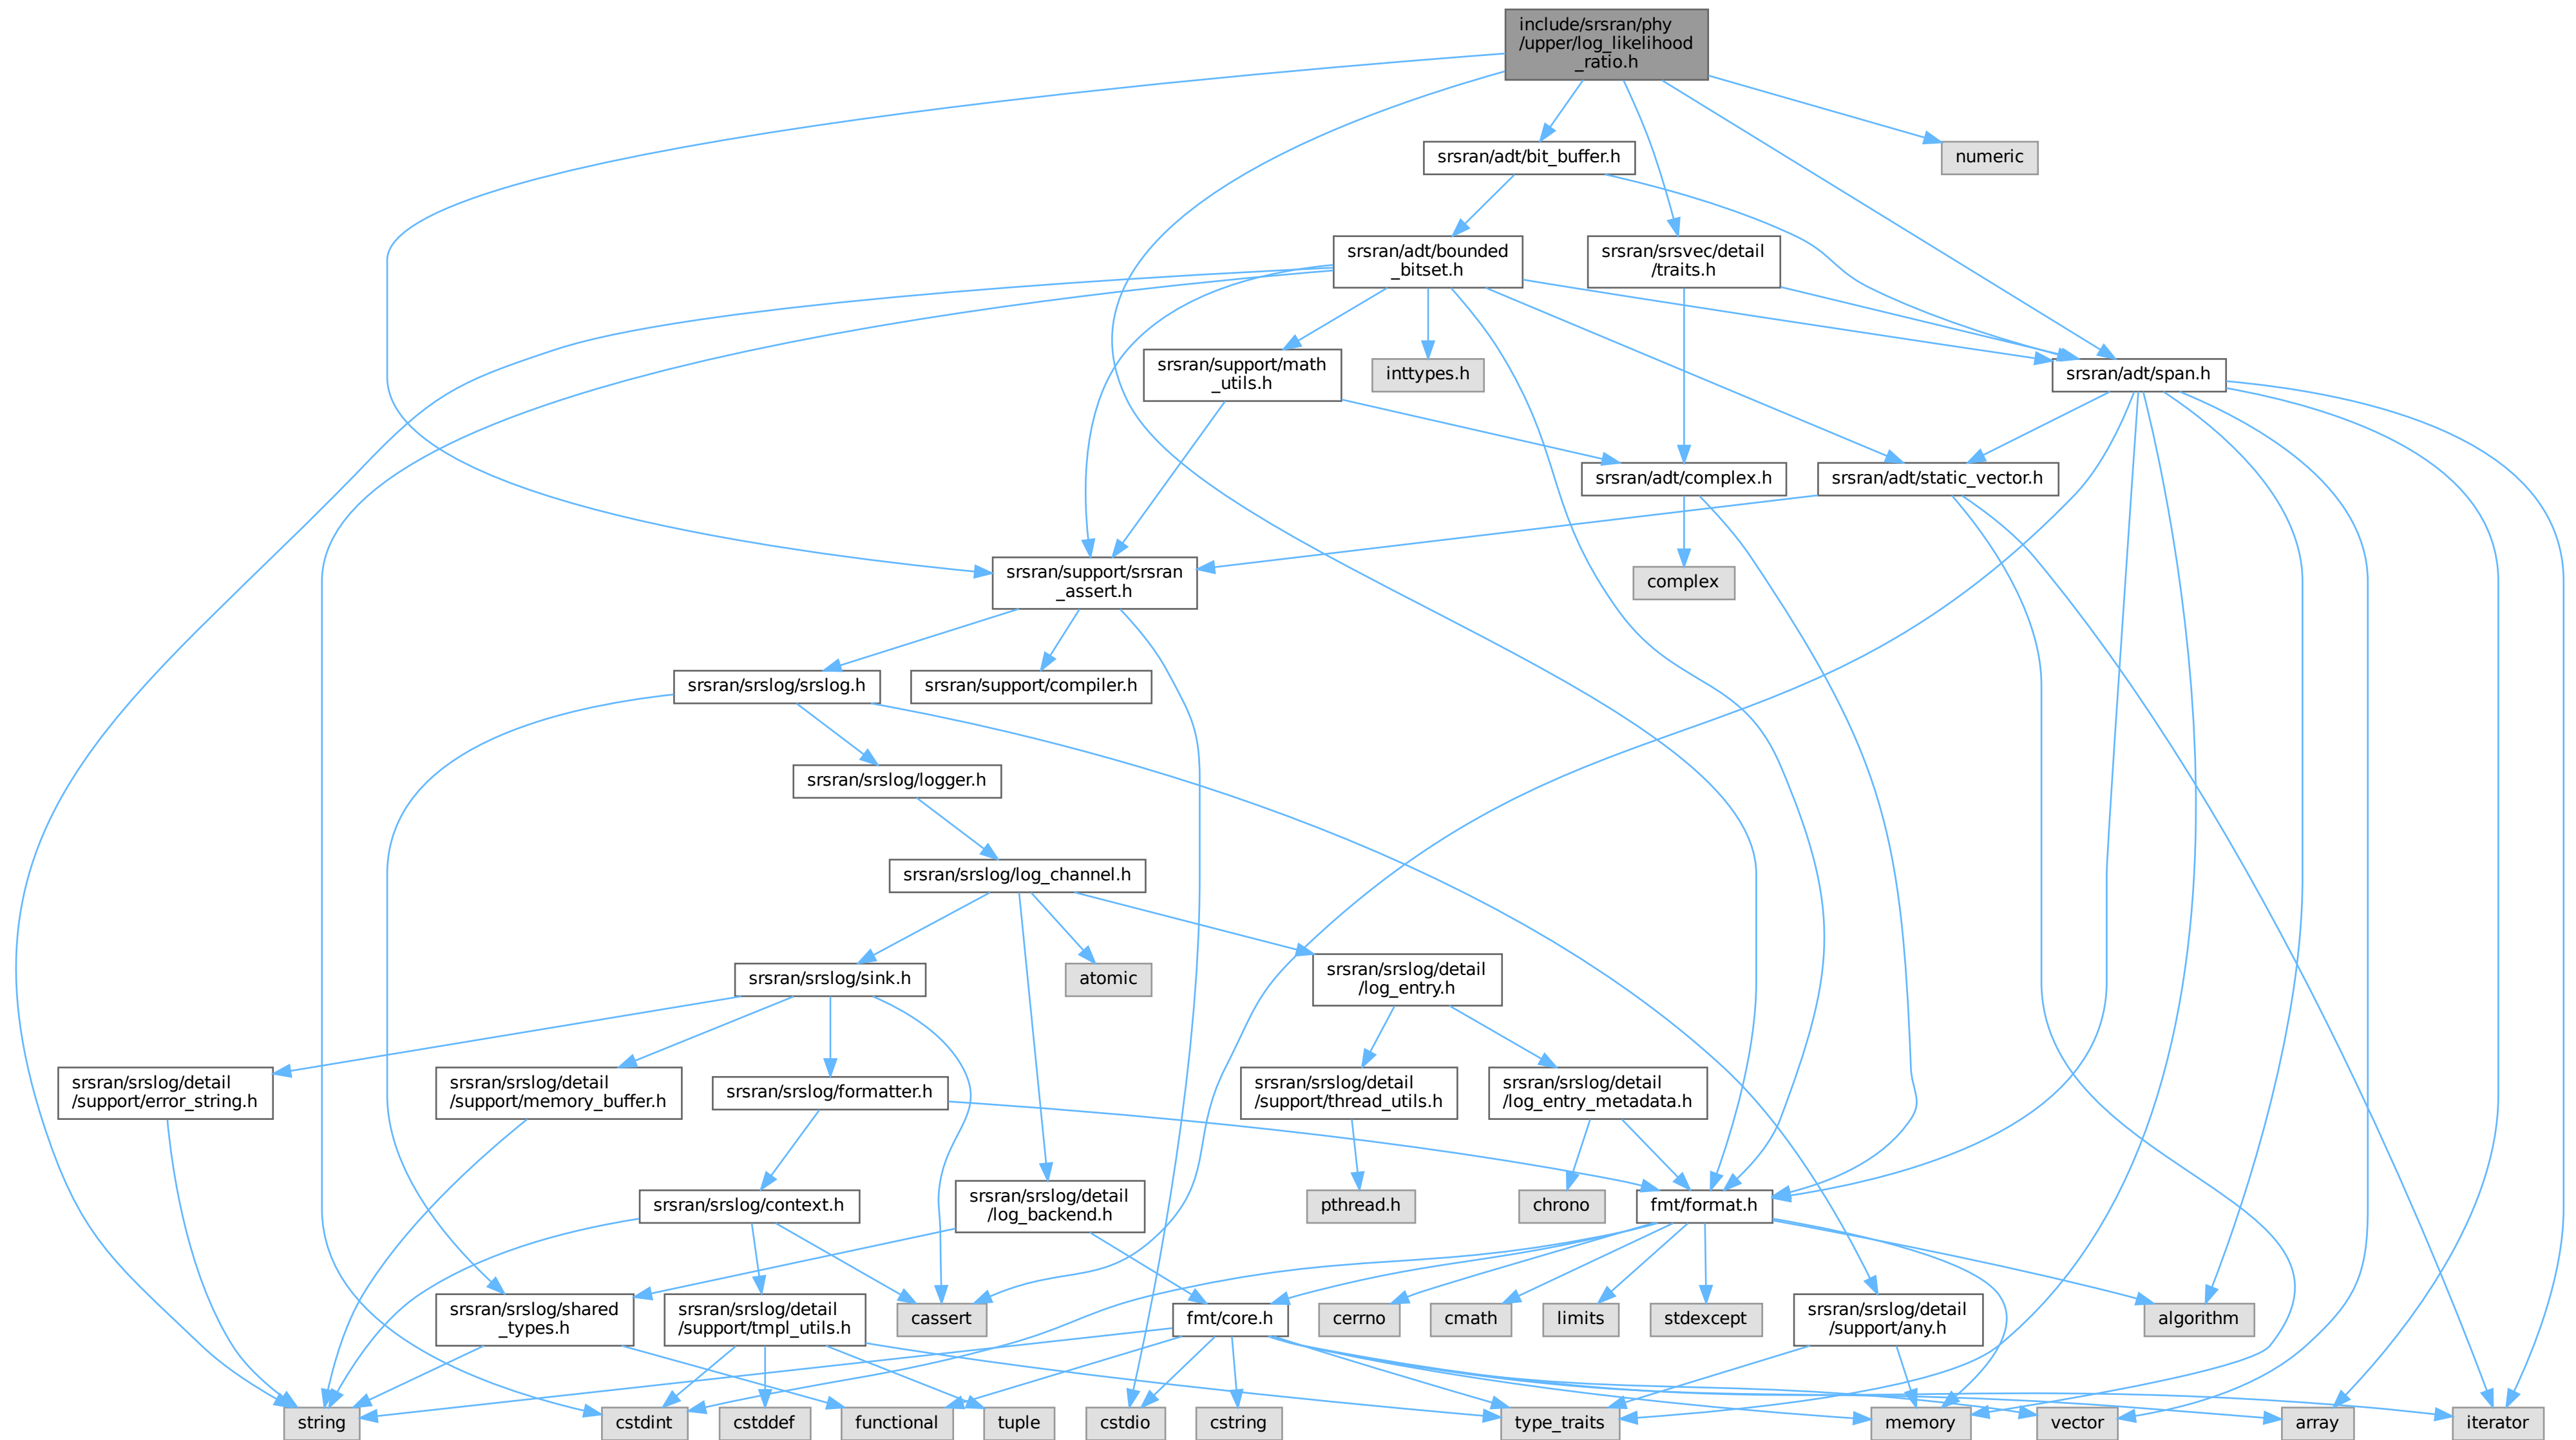 include/srsran/phy
/upper/log_likelihood
_ratio.h
srsran/adt/bit_buffer.h
numeric
srsran/adt/bounded
_bitset.h
srsran/srsvec/detail
/traits.h
srsran/support/math
_utils.h
inttypes.h
srsran/adt/span.h
srsran/adt/complex.h
srsran/adt/static_vector.h
srsran/support/srsran
_assert.h
complex
srsran/srslog/srslog.h
srsran/support/compiler.h
srsran/srslog/logger.h
srsran/srslog/log_channel.h
srsran/srslog/sink.h
atomic
srsran/srslog/detail
/log_entry.h
srsran/srslog/detail
/support/error_string.h
srsran/srslog/detail
/support/memory_buffer.h
srsran/srslog/formatter.h
srsran/srslog/detail
/support/thread_utils.h
srsran/srslog/detail
/log_entry_metadata.h
srsran/srslog/context.h
srsran/srslog/detail
/log_backend.h
pthread.h
chrono
fmt/format.h
srsran/srslog/shared
_types.h
srsran/srslog/detail
/support/tmpl_utils.h
cassert
fmt/core.h
cerrno
cmath
limits
stdexcept
srsran/srslog/detail
/support/any.h
algorithm
string
cstdint
cstddef
functional
tuple
cstdio
cstring
type_traits
memory
vector
array
iterator